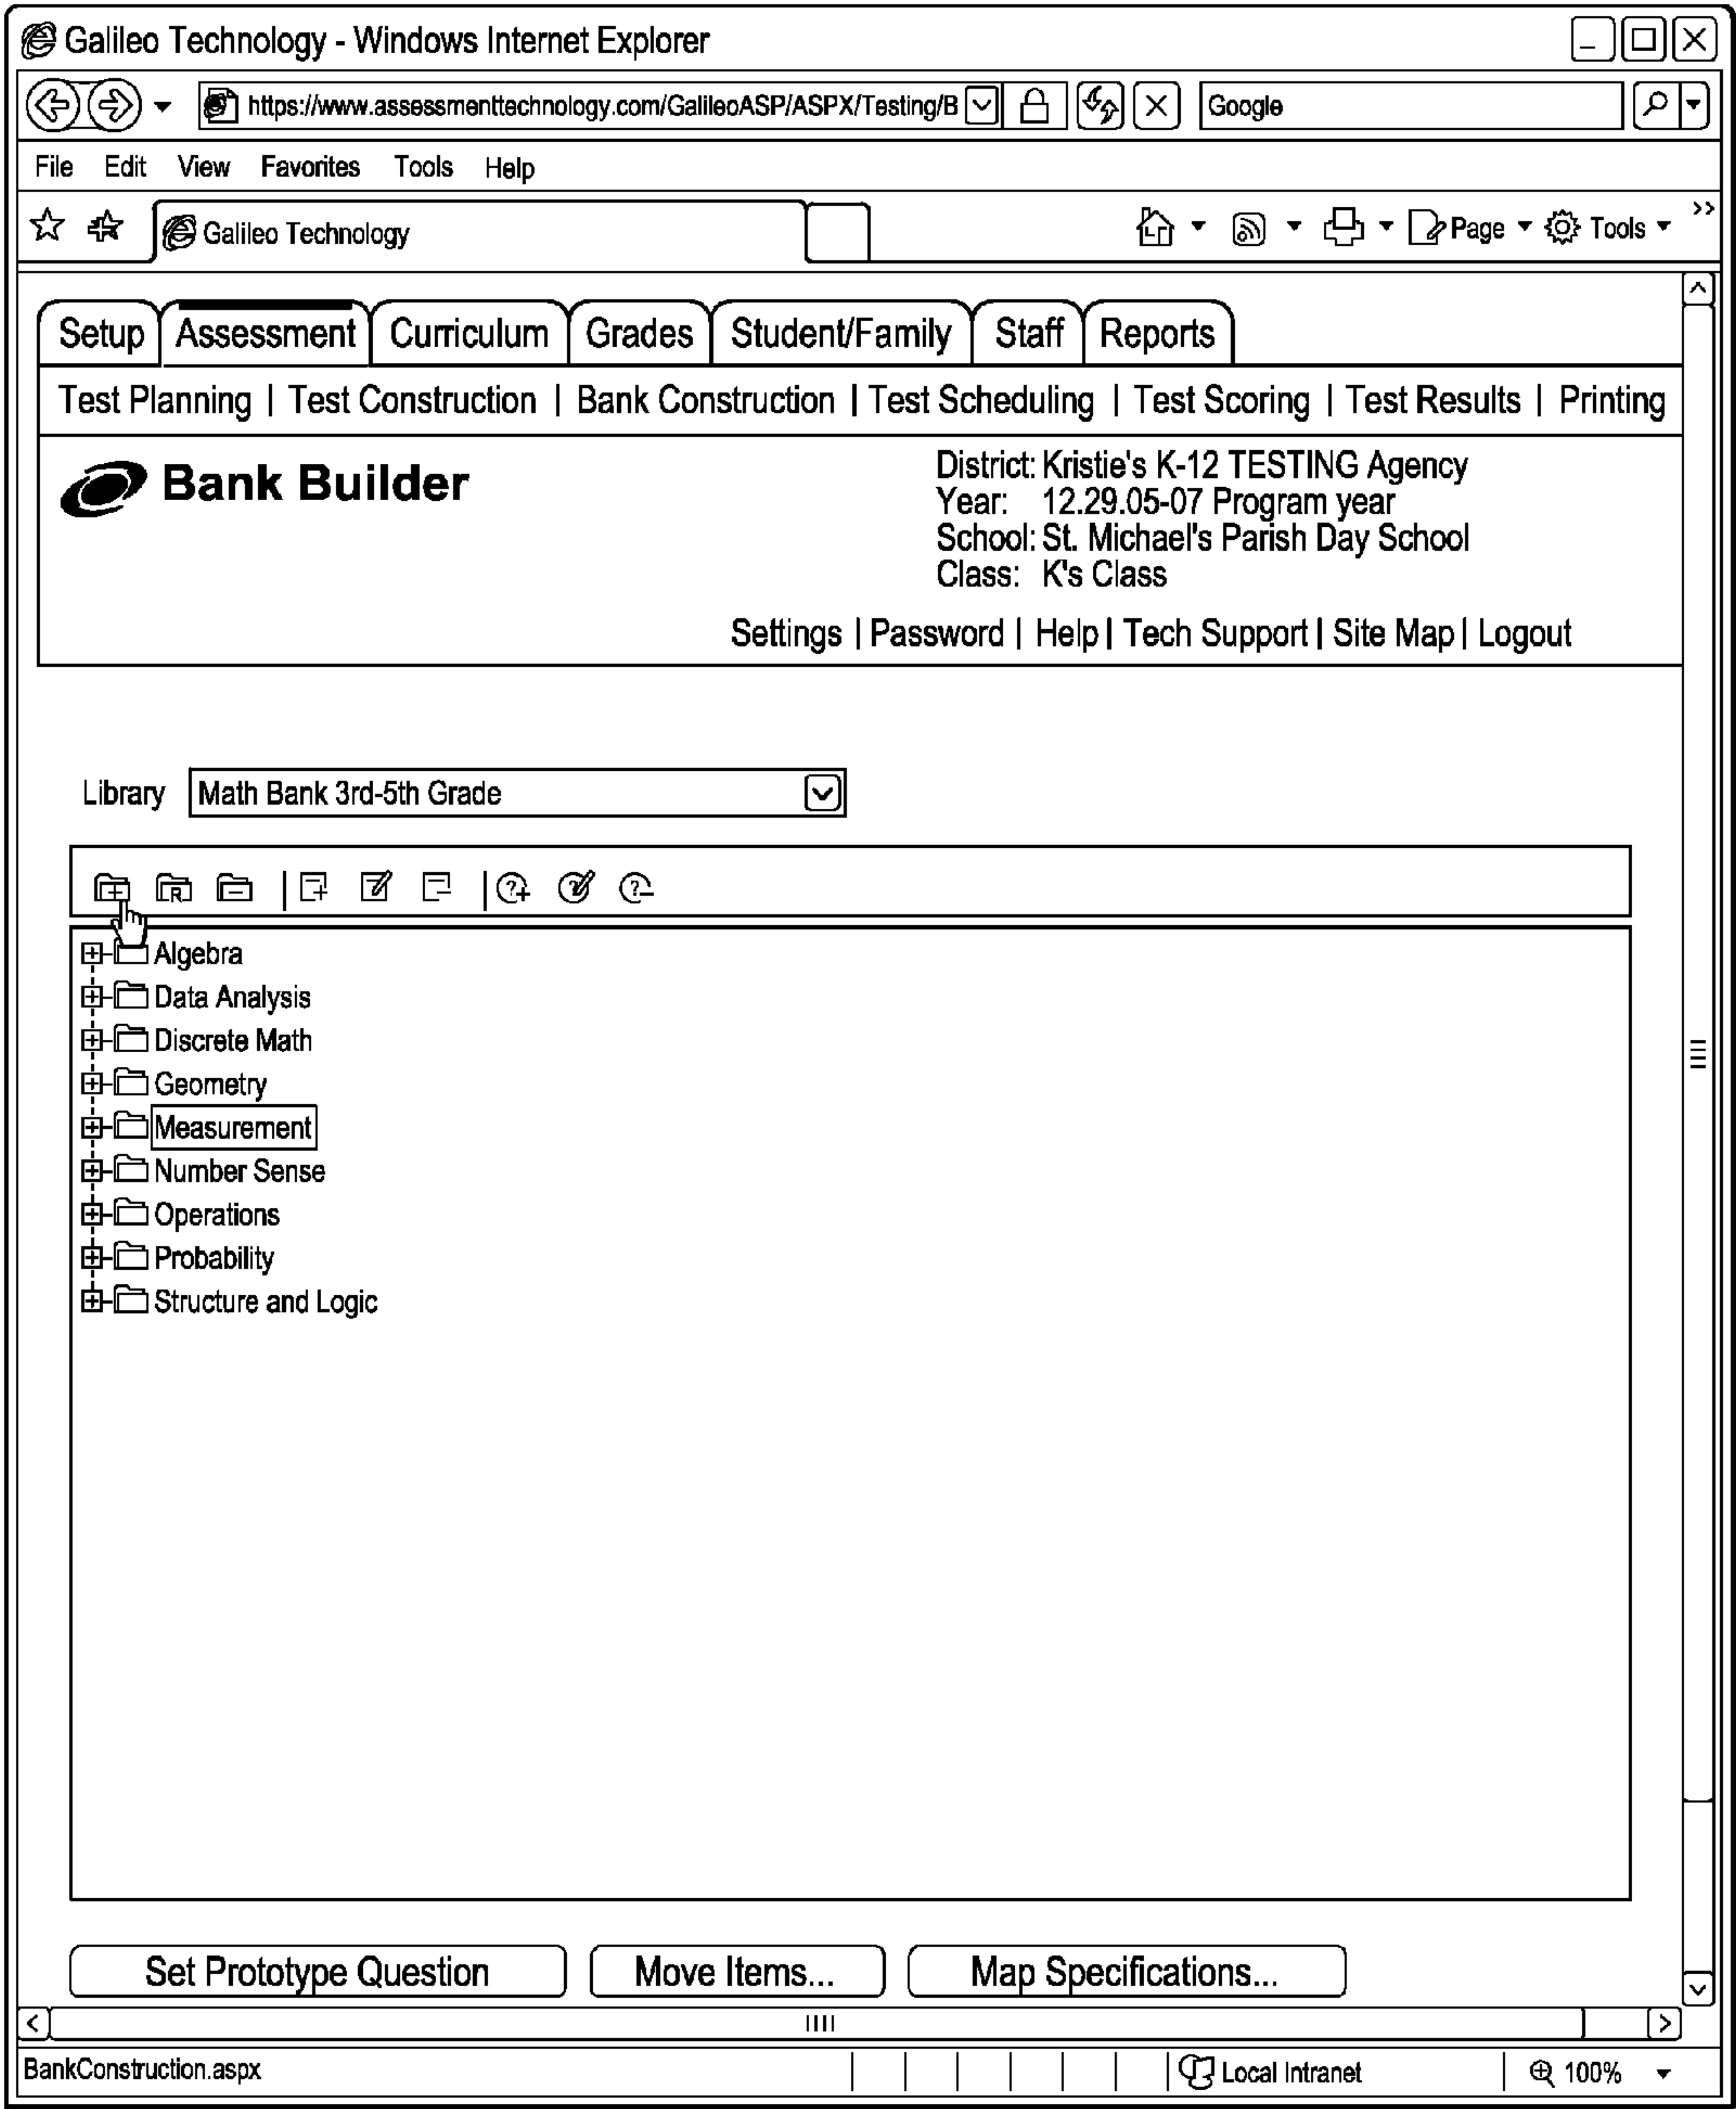 Galileo Technology - Windows Internet Explorer
https://www.assessmenttechnology.com/GalileoASP/ASPX/Testing/B Google
File Edit View Favorites Tools Help
Galileo Technology Page Tools
Setup Assessment Curriculum Grades Student/Family Staff Reports
Test Planning | Test Construction | Bank Construction | Test Scheduling | Test Scoring | Test Results | Printing
Bank Builder
District: Kristie's K-12 TESTING Agency
Year: 12.29.05-07 Program year
School: St. Michael's Parish Day School
Class: K's Class
Settings | Password | Help | Tech Support | Site Map | Logout
Library Math Bank 3rd-5th Grade
Algebra
Data Analysis
Discrete Math
Geometry
Measurement
Number Sense
Operations
Probability
Structure and Logic
Set Prototype Question Move Items... Map Specifications...
BankConstruction.aspx Local Intranet 100%